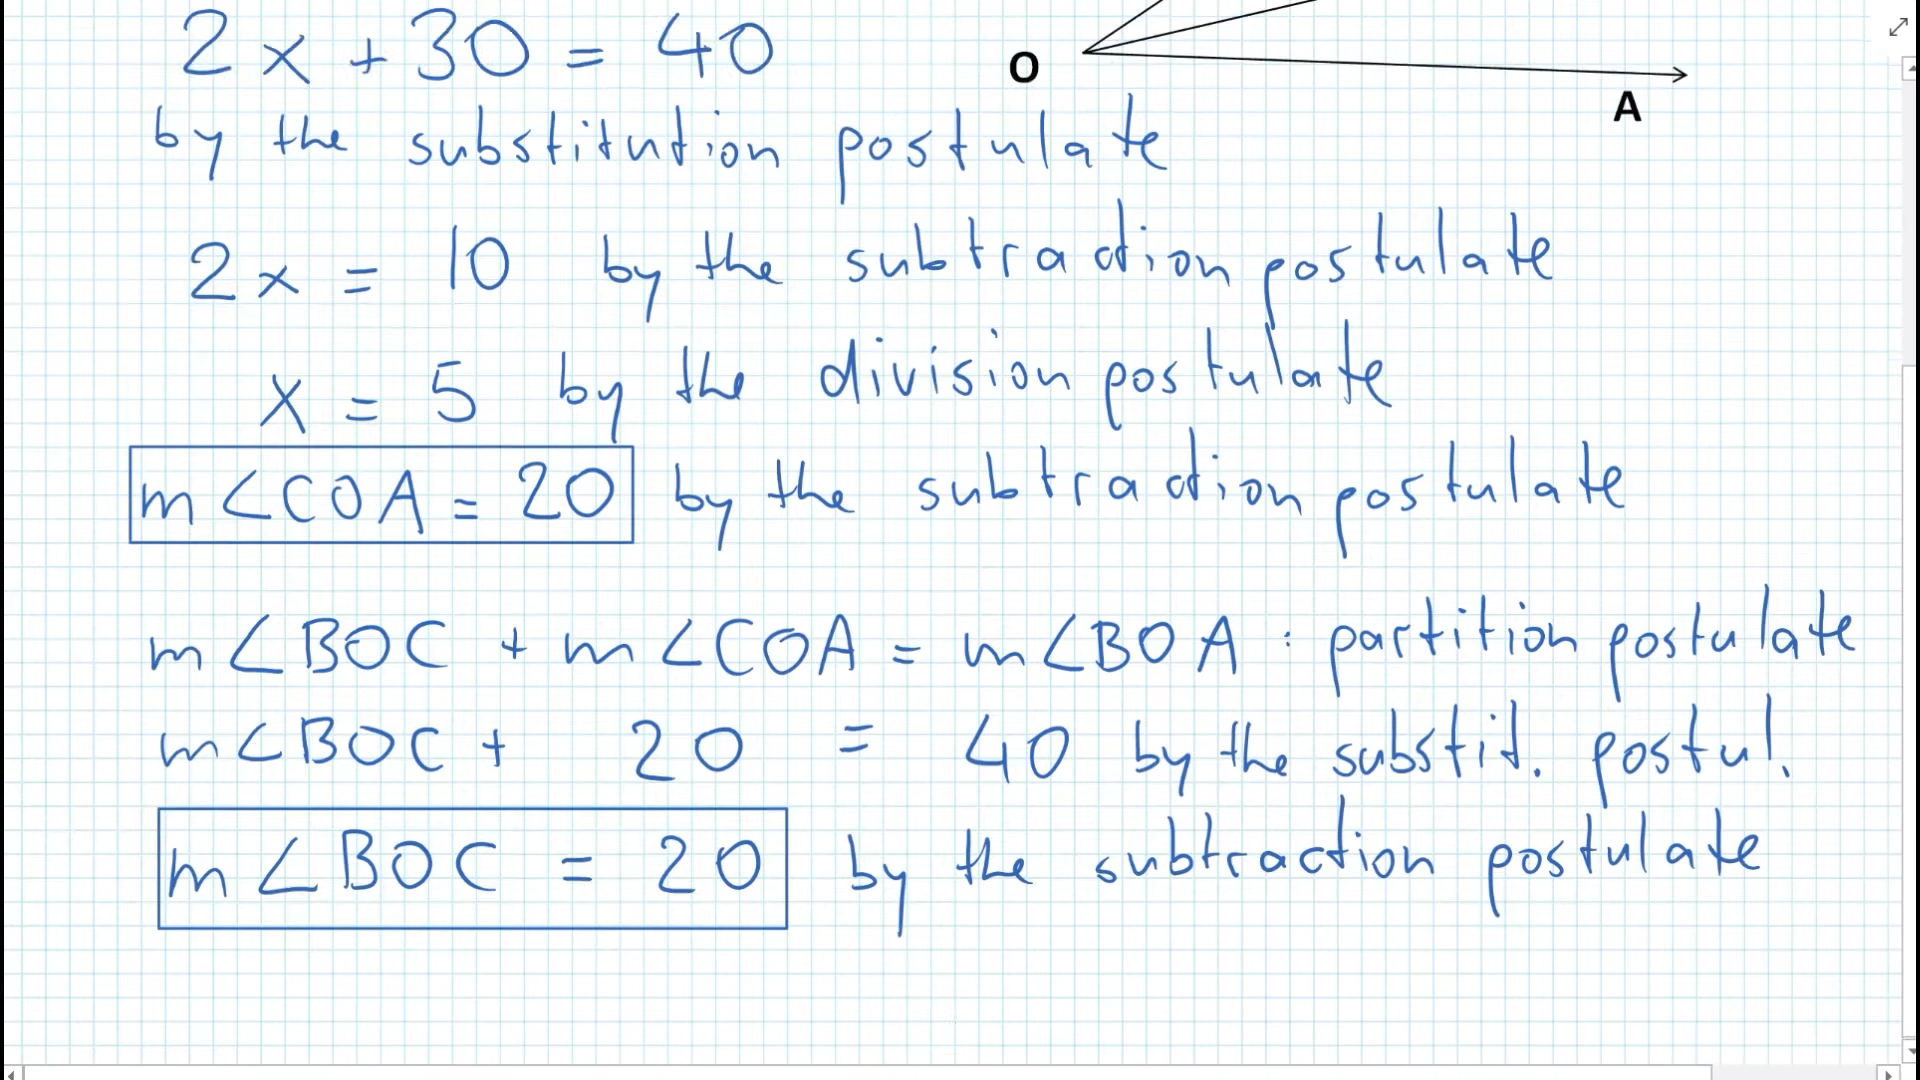 2x + 30 = 40
O
A
by the substitution postulate
2x = 10 by the subtraction postulate
x = 5 by the division postulate
m∠COA = 20 by the subtraction postulate
m∠BOC + m∠COA = m∠BOA : partition postulate
m∠BOC + 20 = 40 by the substit. postul.
m∠BOC = 20 by the subtraction postulate